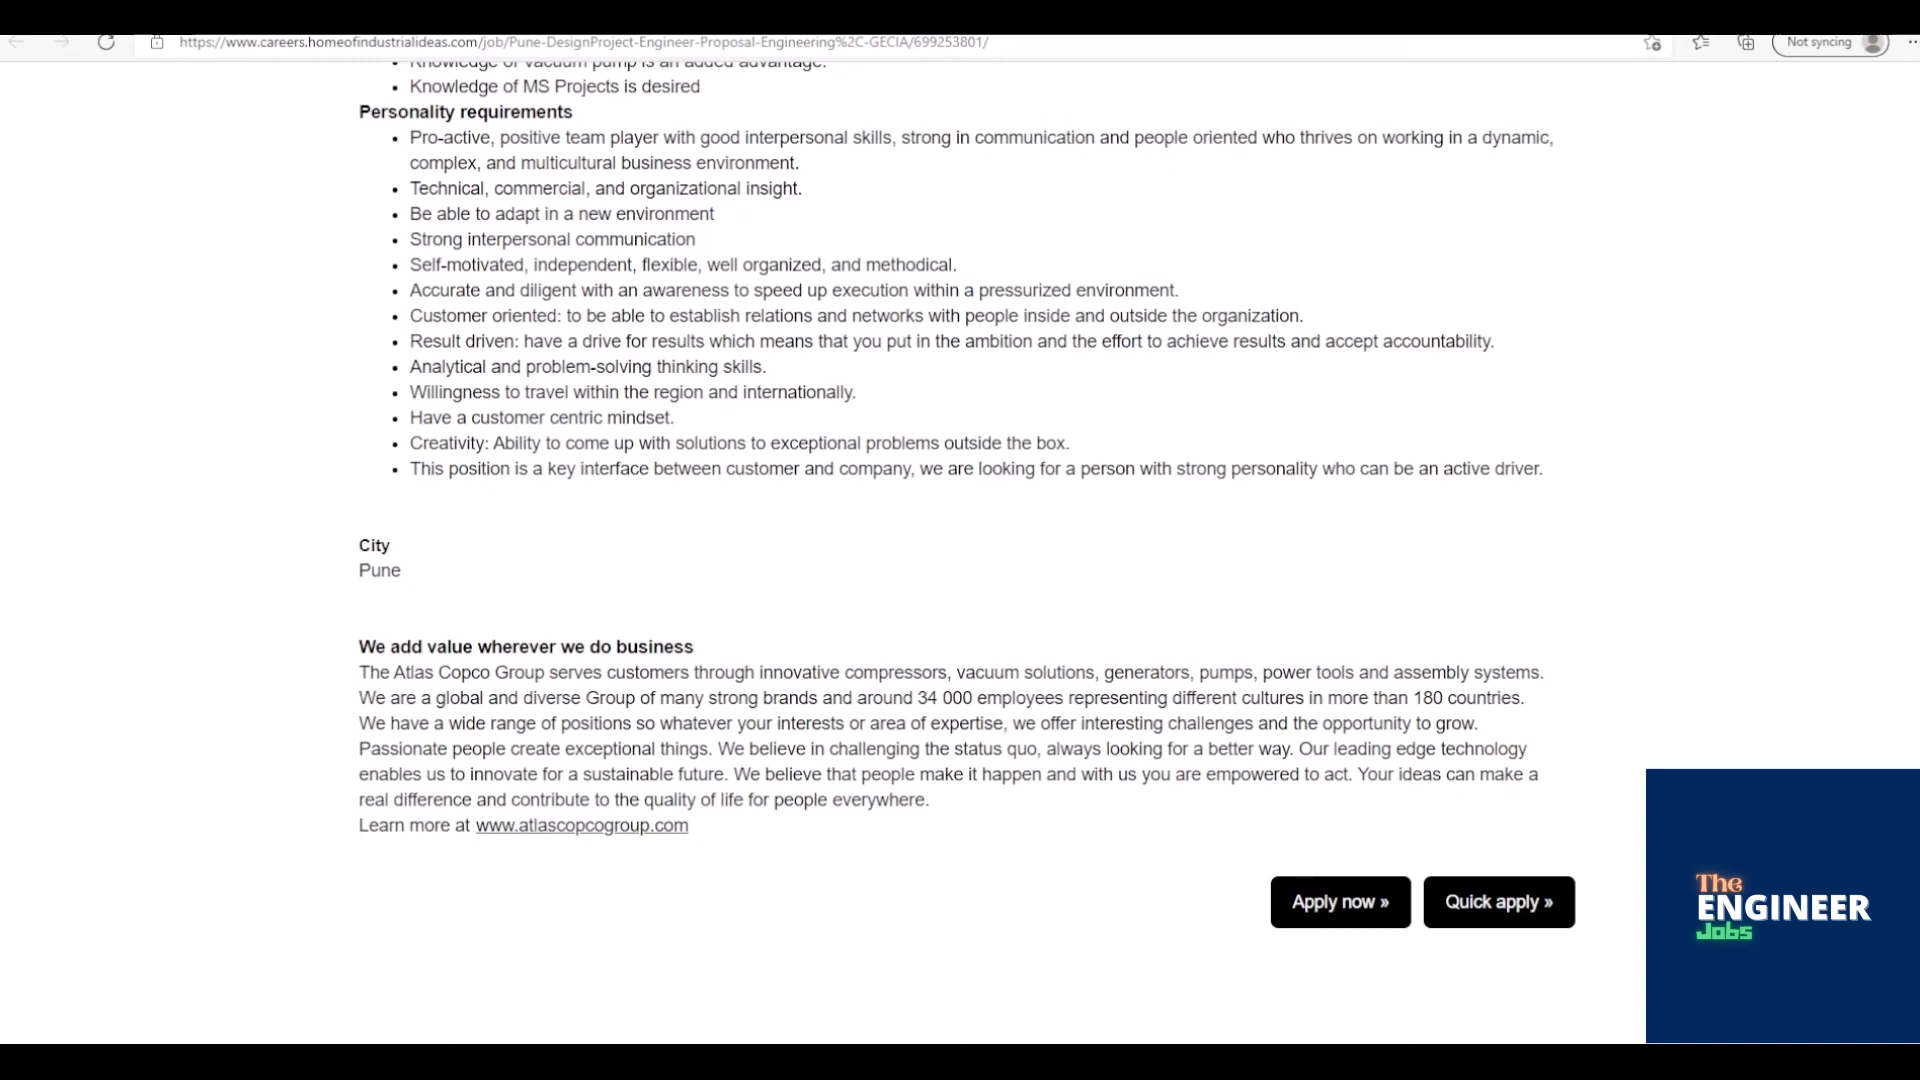 https://www.careers.homeofindustrialideas.com/job/Pune-DesignProject-Engineer-Proposal-Engineering%2C-GECIA/699253801/
Not syncing
• Knowledge of vacuum pump is an added advantage.
• Knowledge of MS Projects is desired
Personality requirements
• Pro-active, positive team player with good interpersonal skills, strong in communication and people oriented who thrives on working in a dynamic,
complex, and multicultural business environment.
• Technical, commercial, and organizational insight.
• Be able to adapt in a new environment
• Strong interpersonal communication
• Self-motivated, independent, flexible, well organized, and methodical.
• Accurate and diligent with an awareness to speed up execution within a pressurized environment.
• Customer oriented: to be able to establish relations and networks with people inside and outside the organization.
• Result driven: have a drive for results which means that you put in the ambition and the effort to achieve results and accept accountability.
• Analytical and problem-solving thinking skills.
• Willingness to travel within the region and internationally.
• Have a customer centric mindset.
• Creativity: Ability to come up with solutions to exceptional problems outside the box.
• This position is a key interface between customer and company, we are looking for a person with strong personality who can be an active driver.
City
Pune
We add value wherever we do business
The Atlas Copco Group serves customers through innovative compressors, vacuum solutions, generators, pumps, power tools and assembly systems.
We are a global and diverse Group of many strong brands and around 34 000 employees representing different cultures in more than 180 countries.
We have a wide range of positions so whatever your interests or area of expertise, we offer interesting challenges and the opportunity to grow.
Passionate people create exceptional things. We believe in challenging the status quo, always looking for a better way. Our leading edge technology
enables us to innovate for a sustainable future. We believe that people make it happen and with us you are empowered to act. Your ideas can make a
real difference and contribute to the quality of life for people everywhere.
Learn more at www.atlascopcogroup.com
Apply now »
Quick apply »
The
ENGINEER
Jobs